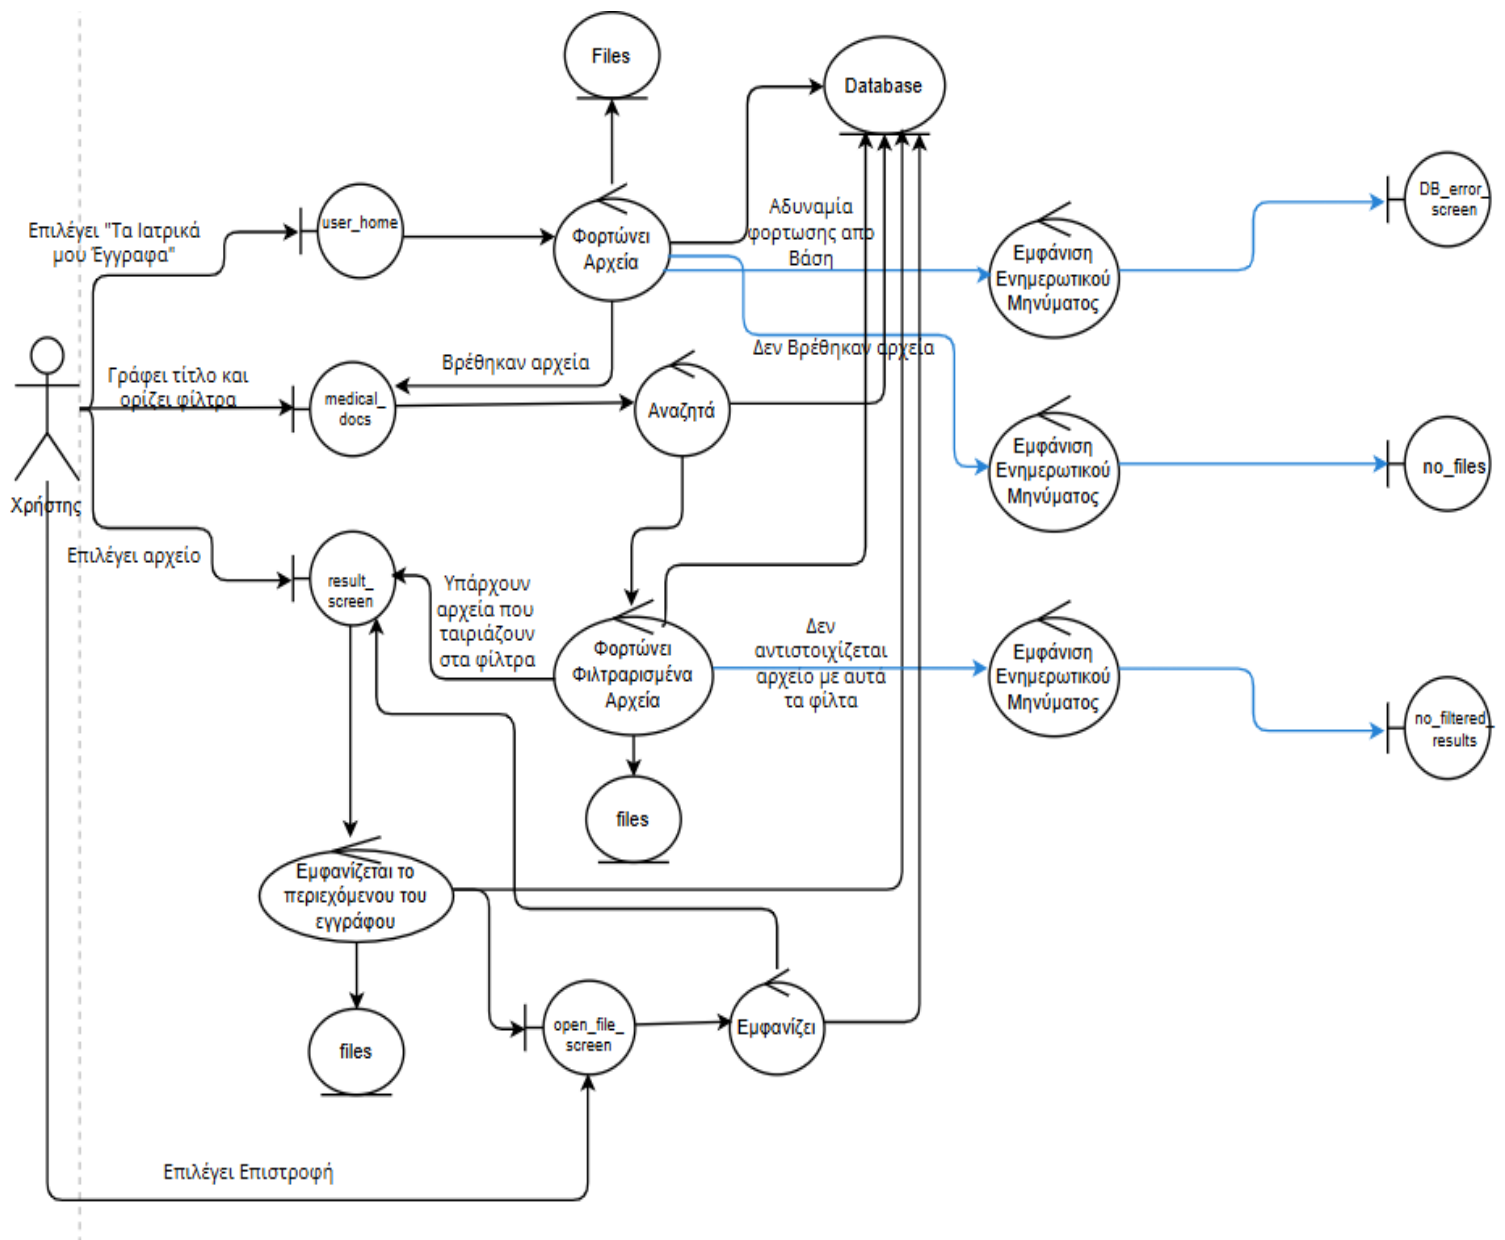 Files
Database
DB_error_
screen
Επιλέγει "Τα Ιατρικά
μου Έγγραφα"
user_home
Φορτώνει
Αρχεία
Αδυναμία
φορτωσης απο
Βάση
Εμφάνιση
Ενημερωτικού
Μηνύματος
Δεν Βρέθηκαν αρχεία
Βρέθηκαν αρχεία
Γράφει τίτλο και
ορίζει φίλτρα
medical_
docs
Αναζητά
Εμφάνιση
Ενημερωτικού
Μηνύματος
no_files
Χρήστης
Επιλέγει αρχείο
result_
screen
Υπάρχουν
αρχεία που
ταιριάζουν
στα φίλτρα
Φορτώνει
Φιλτραρισμένα
Αρχεία
Δεν
αντιστοιχίζεται
αρχείο με αυτά
τα φίλτα
Εμφάνιση
Ενημερωτικού
Μηνύματος
no_filtered_
results
files
Εμφανίζεται το
περιεχόμενου του
εγγράφου
files
open_file_
screen
Εμφανίζει
Επιλέγει Επιστροφή